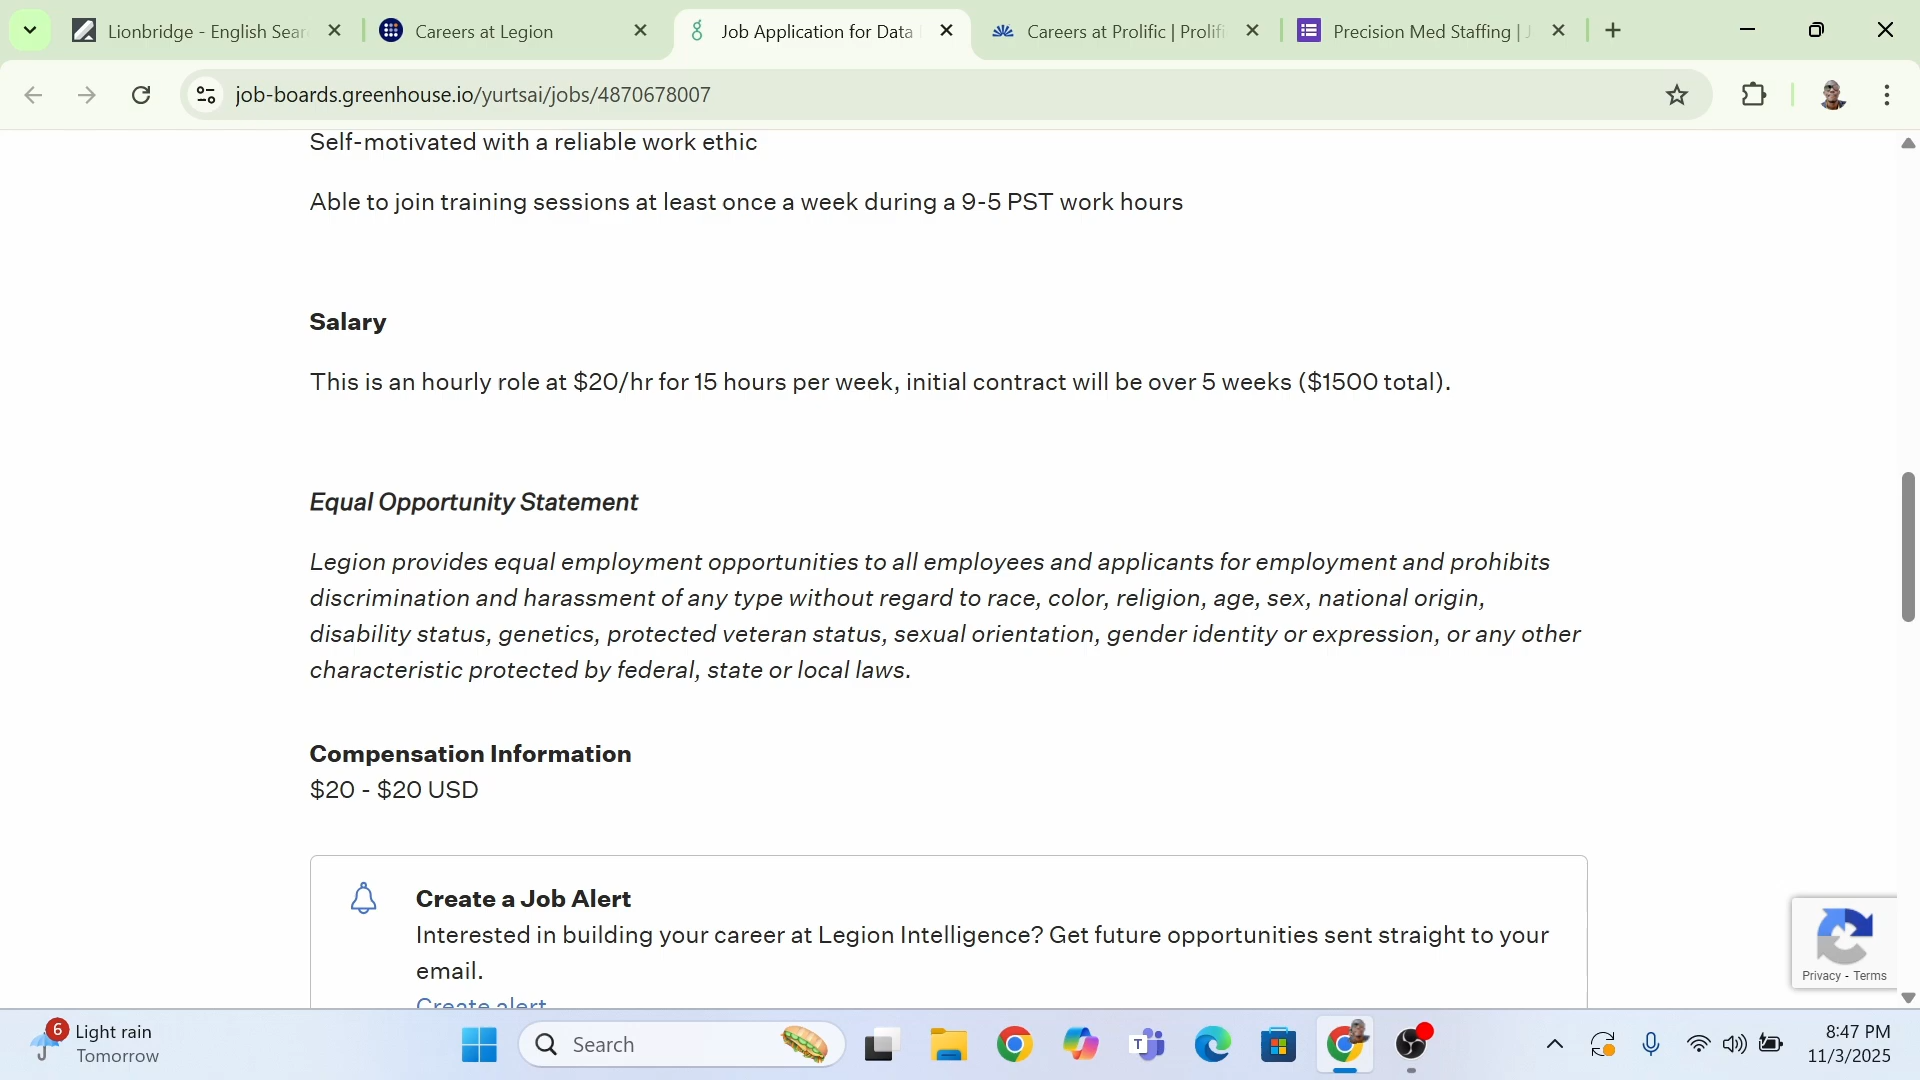 Lionbridge - English Sear
Careers at Legion
Job Application for Data
Careers at Prolific | Prolifi
Precision Med Staffing | J
job-boards.greenhouse.io/yurtsai/jobs/4870678007
Self-motivated with a reliable work ethic
Able to join training sessions at least once a week during a 9-5 PST work hours
Salary
This is an hourly role at $20/hr for 15 hours per week, initial contract will be over 5 weeks ($1500 total).
Equal Opportunity Statement
Legion provides equal employment opportunities to all employees and applicants for employment and prohibits
discrimination and harassment of any type without regard to race, color, religion, age, sex, national origin,
disability status, genetics, protected veteran status, sexual orientation, gender identity or expression, or any other
characteristic protected by federal, state or local laws.
Compensation Information
$20 - $20 USD
Create a Job Alert
Interested in building your career at Legion Intelligence? Get future opportunities sent straight to your
email.
Create alert
Privacy - Terms
6
Light rain
Tomorrow
Search
T
8:47 PM
11/3/2025